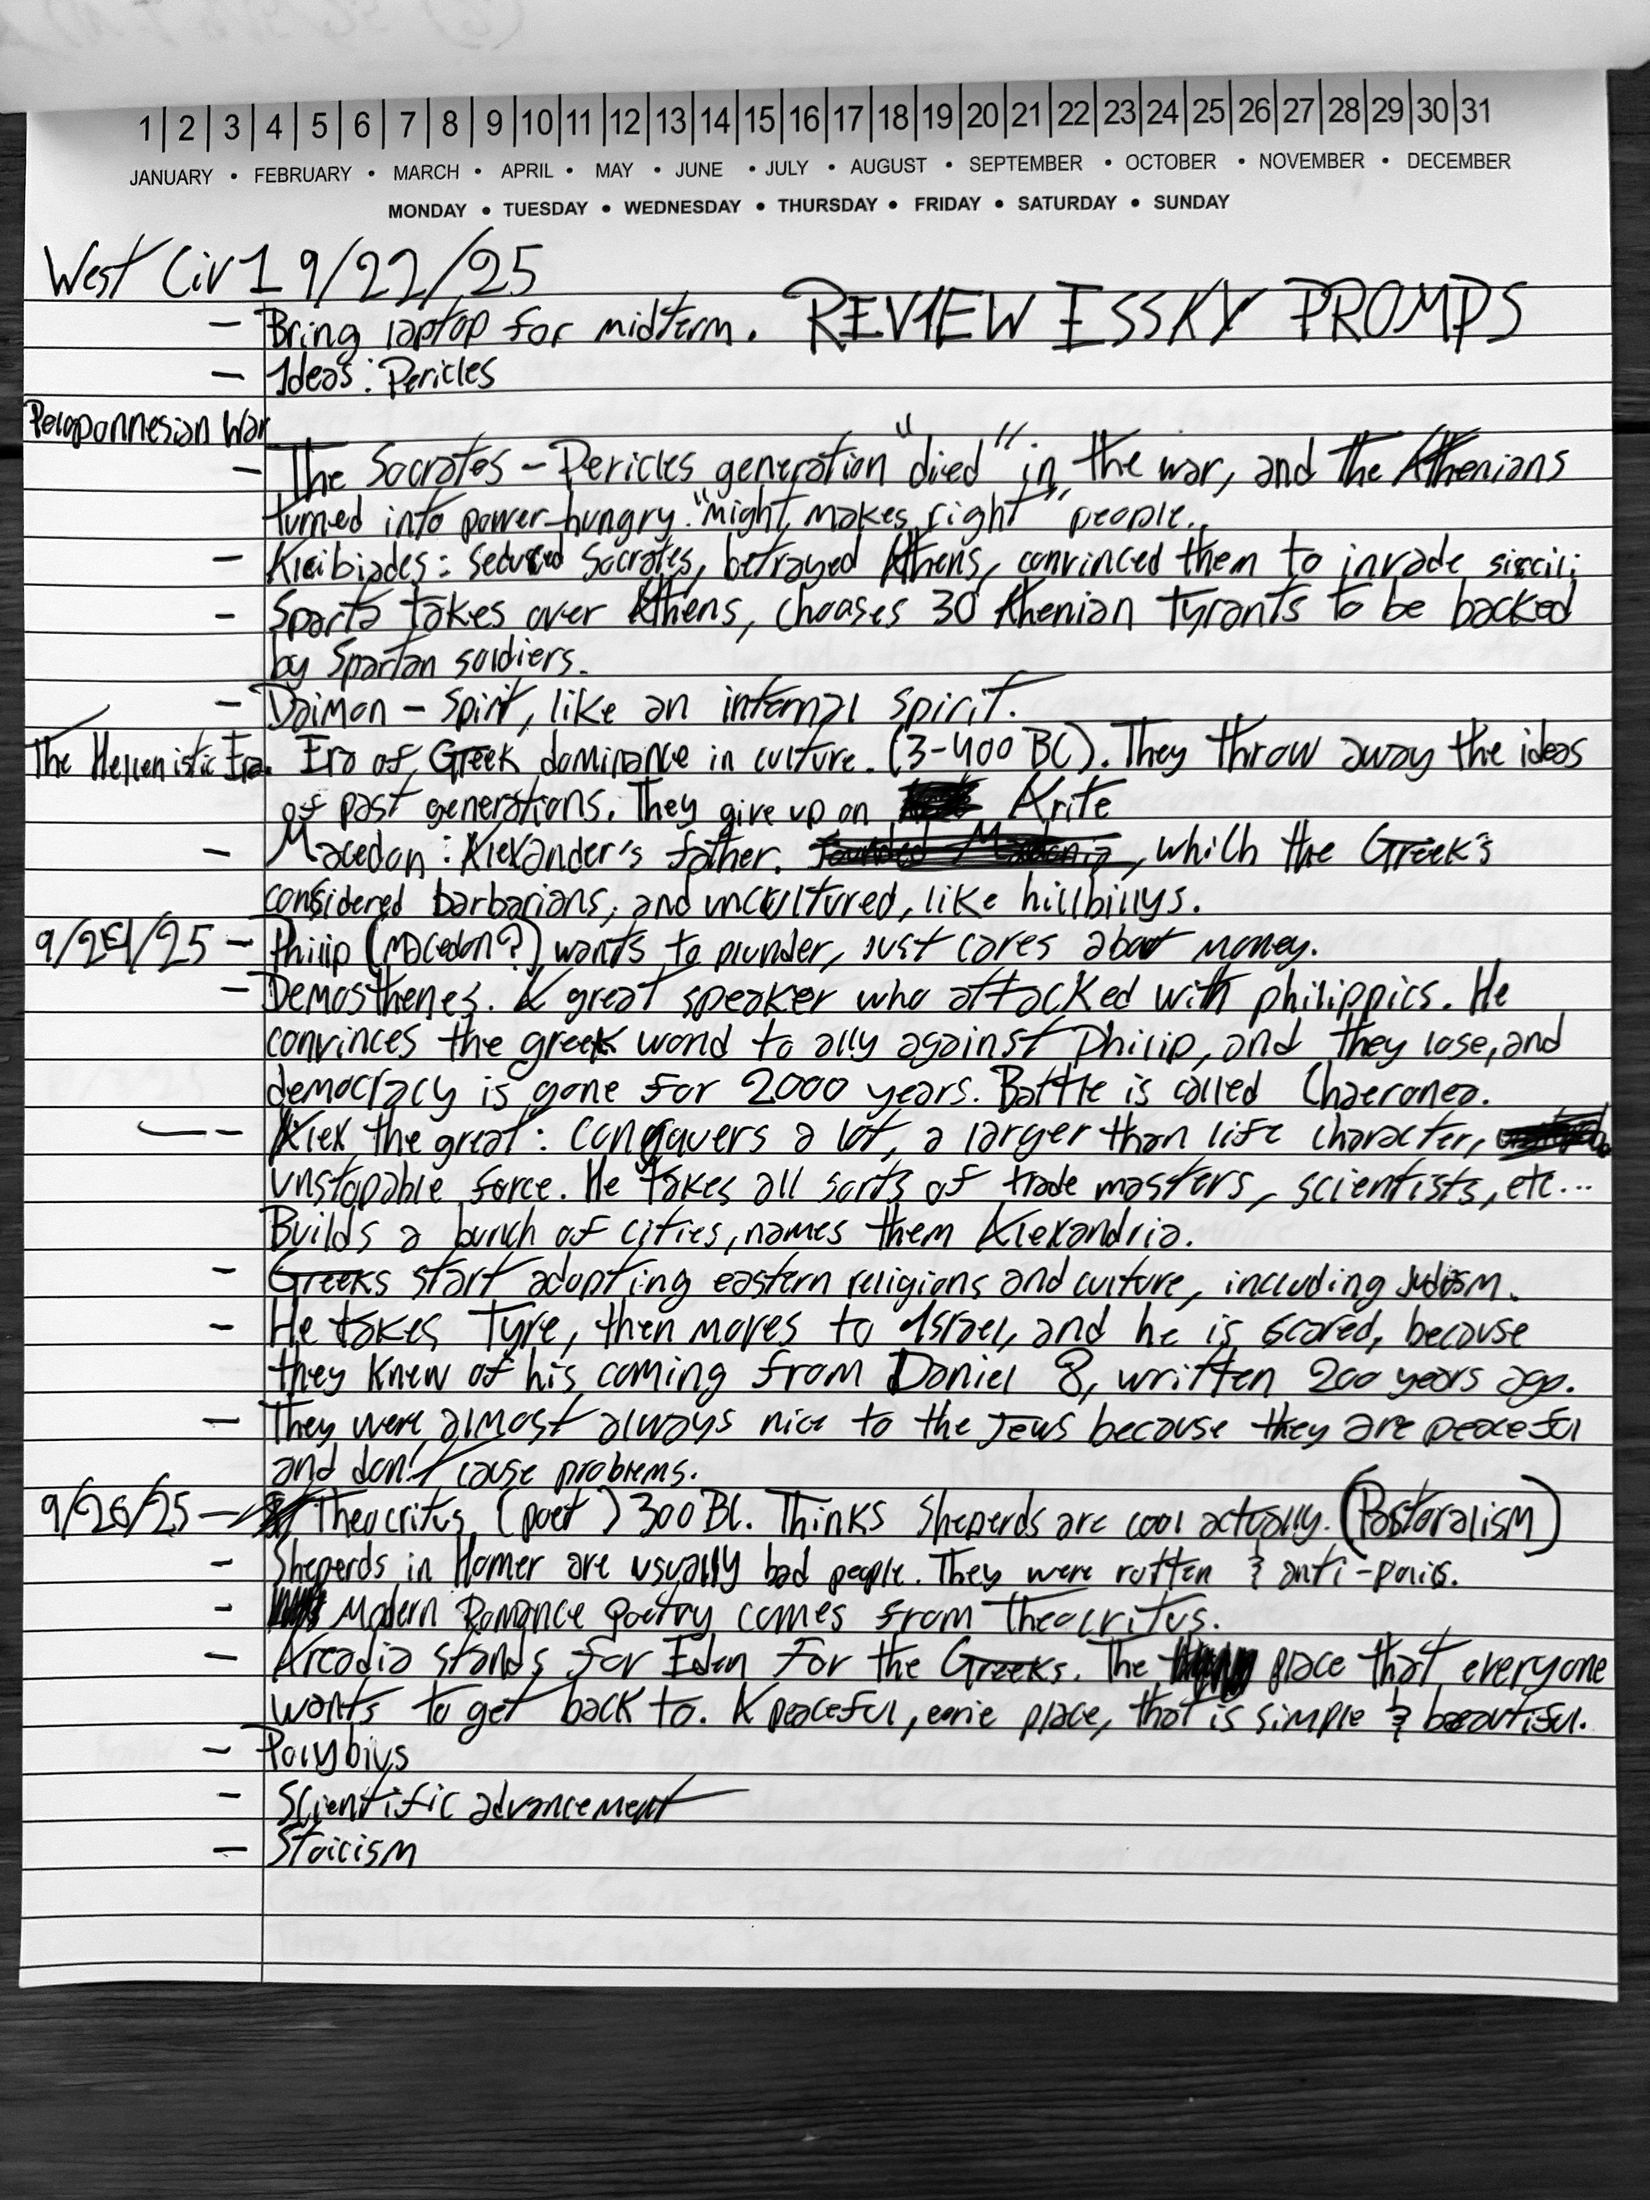 1 | 2 | 3 | 4 | 5 | 6 | 7 | 8 | 9 | 10 | 11 | 12 | 13 | 14 | 15 | 16 | 17 | 18 | 19 | 20 | 21 | 22 | 23 | 24 | 25 | 26 | 27 | 28 | 29 | 30 | 31
JANUARY • FEBRUARY • MARCH • APRIL • MAY • JUNE • JULY • AUGUST • SEPTEMBER • OCTOBER • NOVEMBER • DECEMBER
MONDAY • TUESDAY • WEDNESDAY • THURSDAY • FRIDAY • SATURDAY • SUNDAY
West Civ 1 9/22/25
- Bring laptop for midterm. REVIEW ESSAY PROMPS
- Ideas: Pericles
Peloponnesian War
- The Socrates - Pericles generation "died" in the war, and the Athenians
turned into power-hungry "might makes right" people.
- Alcibiades: seduced Socrates, betrayed Athens, convinced them to invade siscili
- Sparta takes over Athens, chooses 30 Athenian Tyrants to be backed
by Spartan soldiers.
- Daimon - Spirit, like an internal spirit.
The Hellenistic Era. Era of Greek dominance in culture. (3-400 BC). They throw away the ideas
of past generations. They give up on Arite
- Macedon: Alexander's father. , which the Greek's
considered barbarians, and uncultured, like hillbillys.
9/24/25 - Philip (Macedon?) wants to plunder, just cares about money.
- Demosthenes. A great speaker who attacked with philippics. He
convinces the greek world to ally against Philip, and they lose, and
democracy is gone for 2000 years. Battle is called Chaeronea.
- Alex the great: Conquers a lot, a larger than life character,
unstopable force. He takes all sorts of trade masters, scientists, etc...
Builds a bunch of cities, names them Alexandria.
- Greeks start adopting eastern religions and culture, including Judism.
- He takes Tyre, then moves to Israel, and he is scared, because
they knew of his coming from Daniel 8, written 200 years ago.
- They were almost always nice to the Jews because they are peaceful
and don't cause problems.
9/26/25 - Theocritus (poet) 300 BC. Thinks Sheperds are cool actually. (Pastoralism)
- Sheperds in Homer are usually bad people. They were rotten & anti-polis.
- Modern Romance Poetry comes from Theocritus.
- Arcadia stands for Eden for the Greeks. The place that everyone
wants to get back to. A peaceful, eerie place, that is simple & beautiful.
- Polybius
- Scientific advancement
- Stoicism